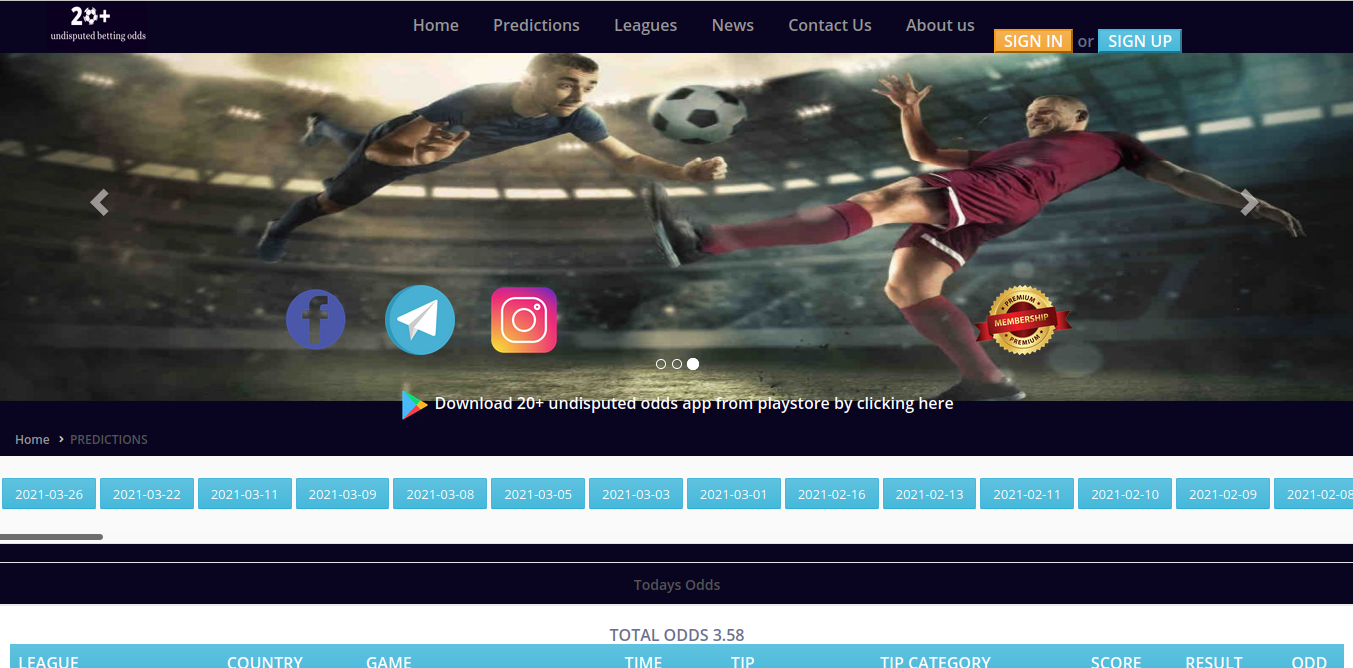 20+
undisputed betting odds
Home Predictions Leagues News Contact Us About us
SIGN IN or SIGN UP
PREMIUM
MEMBERSHIP
PREMIUM
Download 20+ undisputed odds app from playstore by clicking here
Home > PREDICTIONS
2021-03-26 2021-03-22 2021-03-11 2021-03-09 2021-03-08 2021-03-05 2021-03-03 2021-03-01 2021-02-16 2021-02-13 2021-02-11 2021-02-10 2021-02-09 2021-02-08
Todays Odds
TOTAL ODDS 3.58
LEAGUE COUNTRY GAME TIME TIP TIP CATEGORY SCORE RESULT ODD